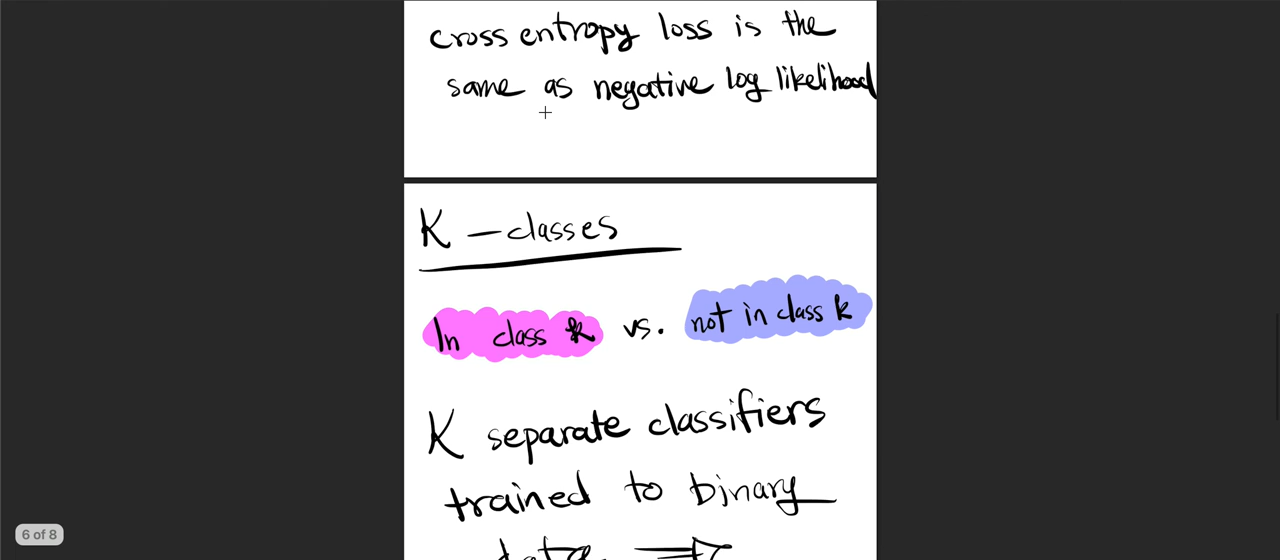 cross entropy loss is the
same as negative log likelihood
K - classes
In class k vs. not in class k
K separate classifiers
trained to binary
data ⇒
6 of 8